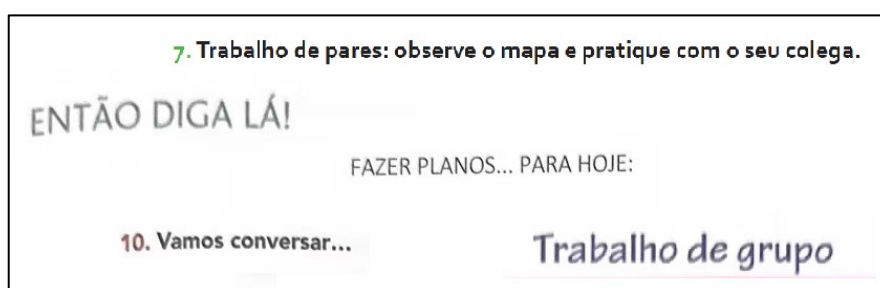 7. Trabalho de pares: observe o mapa e pratique com o seu colega.
ENTÃO DIGA LÁ!
FAZER PLANOS... PARA HOJE:
10. Vamos conversar...
Trabalho de grupo